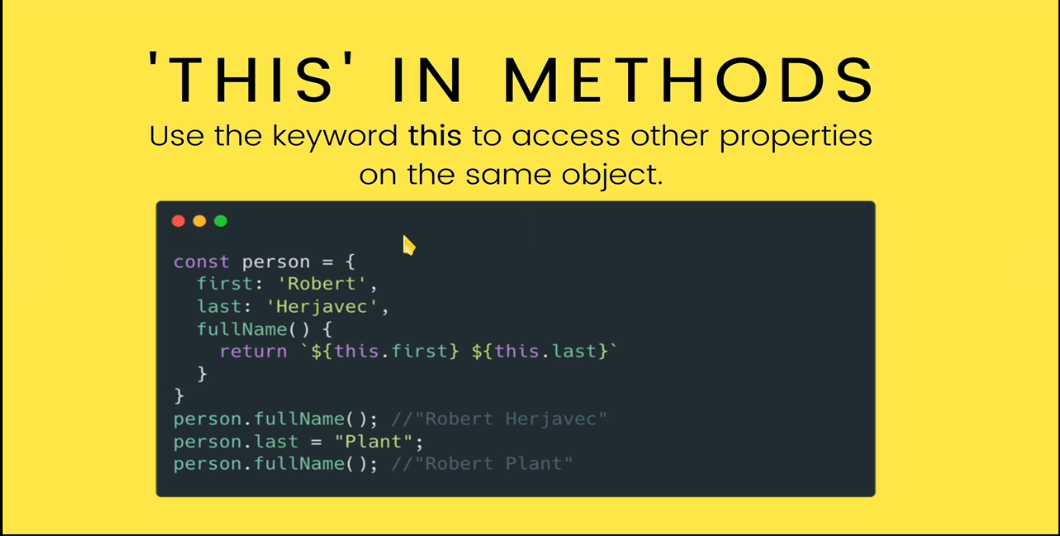 'THIS' IN METHODS
Use the keyword this to access other properties
on the same object.
const person = {
  first: 'Robert',
  last: 'Herjavec',
  fullName() {
    return `${this.first} ${this.last}`
  }
}
person.fullName(); //"Robert Herjavec"
person.last = "Plant";
person.fullName(); //"Robert Plant"